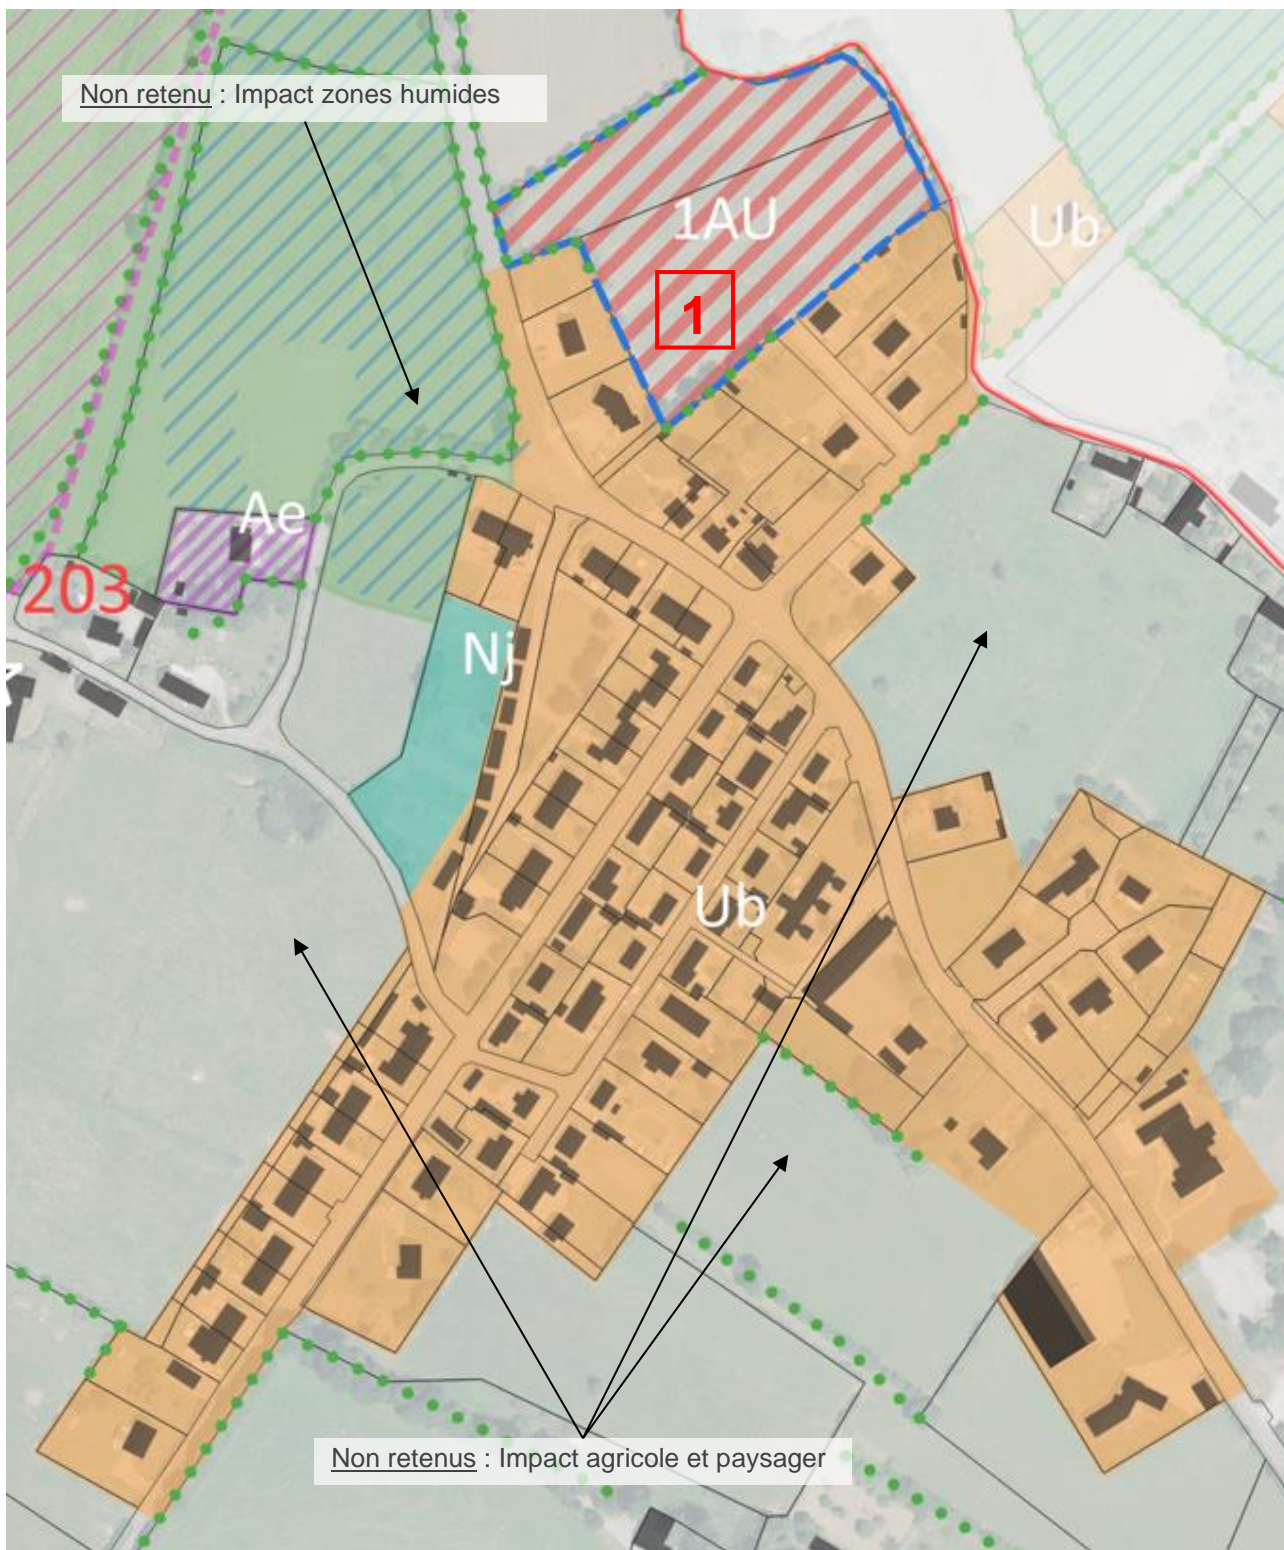 Non retenu : Impact zones humides
1AU
Ub
1
Ae
203
Nj
Ub
Non retenus : Impact agricole et paysager